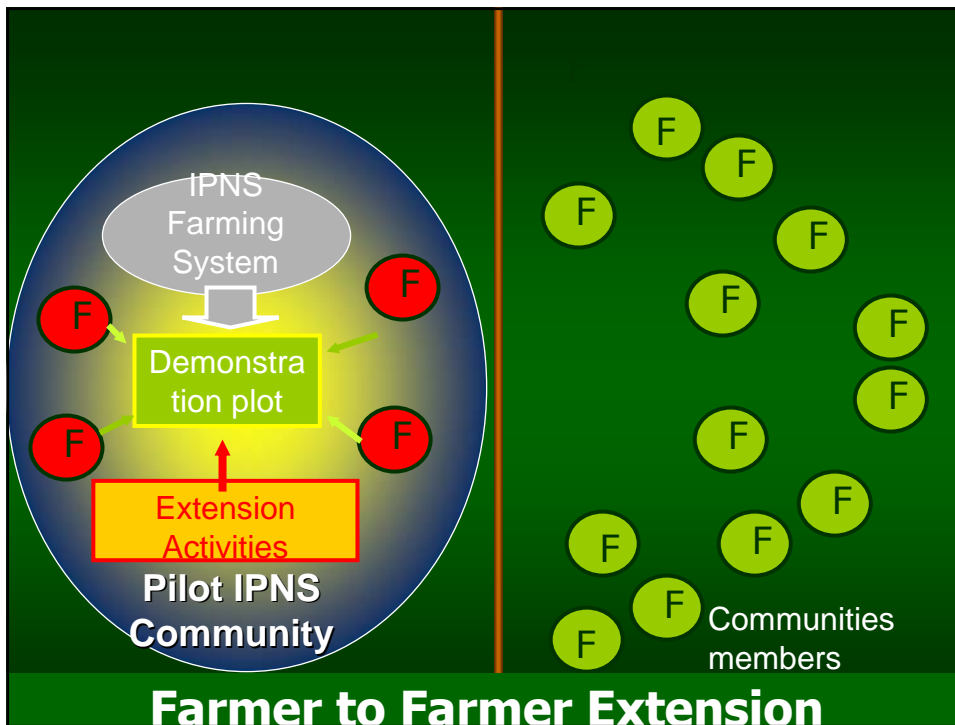 IPNS
Farming
System
F
F
Demonstra
tion plot
F
F
Extension
Activities
Pilot IPNS
Community
F
F
F
F
F
F
F
F
F
F
F
F
F
Communities
members
Farmer to Farmer Extension